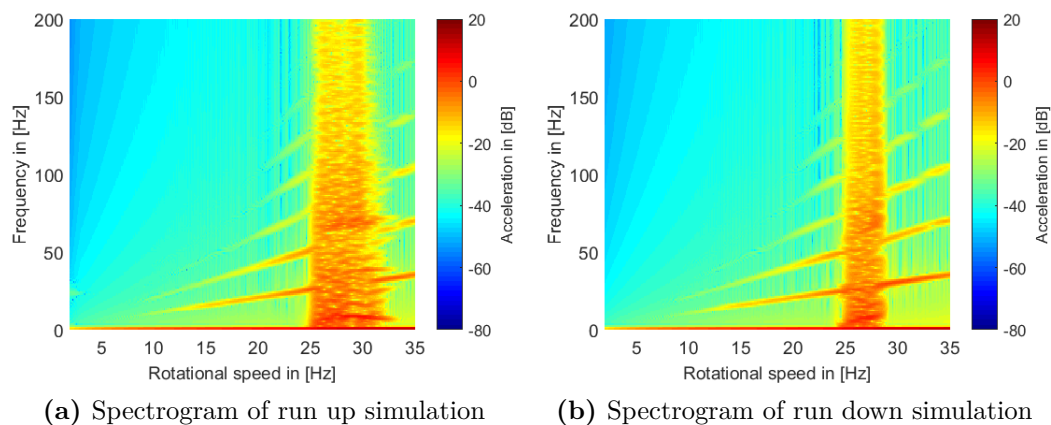 200
150
100
50
0
Frequency in [Hz]
5 10 15 20 25 30 35
Rotational speed in [Hz]
20
0
-20
-40
-60
-80
Acceleration in [dB]
(a) Spectrogram of run up simulation
200
150
100
50
0
Frequency in [Hz]
5 10 15 20 25 30 35
Rotational speed in [Hz]
20
0
-20
-40
-60
-80
Acceleration in [dB]
(b) Spectrogram of run down simulation